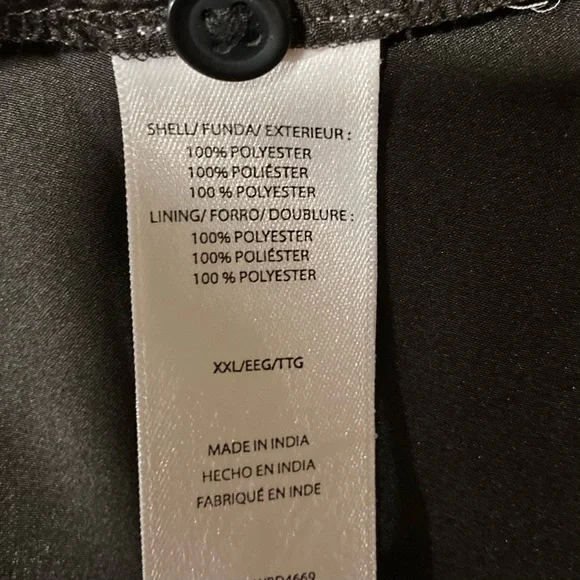 SHELL/ FUNDA/ EXTERIEUR :
100% POLYESTER
100% POLIÉSTER
100 % POLYESTER
LINING/ FORRO/ DOUBLURE :
100% POLYESTER
100% POLIÉSTER
100 % POLYESTER
XXL/EEG/TTG
MADE IN INDIA
HECHO EN INDIA
FABRIQUÉ EN INDE